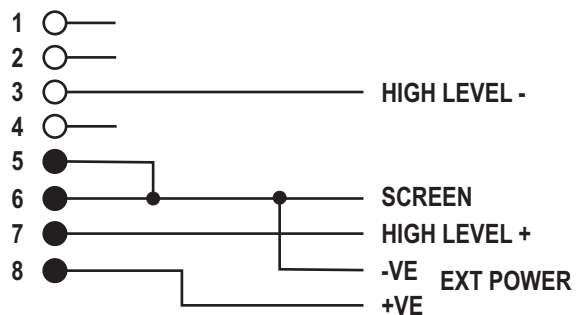 1
2
3 HIGH LEVEL -
4
5
6 SCREEN
7 HIGH LEVEL +
8 -VE EXT POWER
+VE